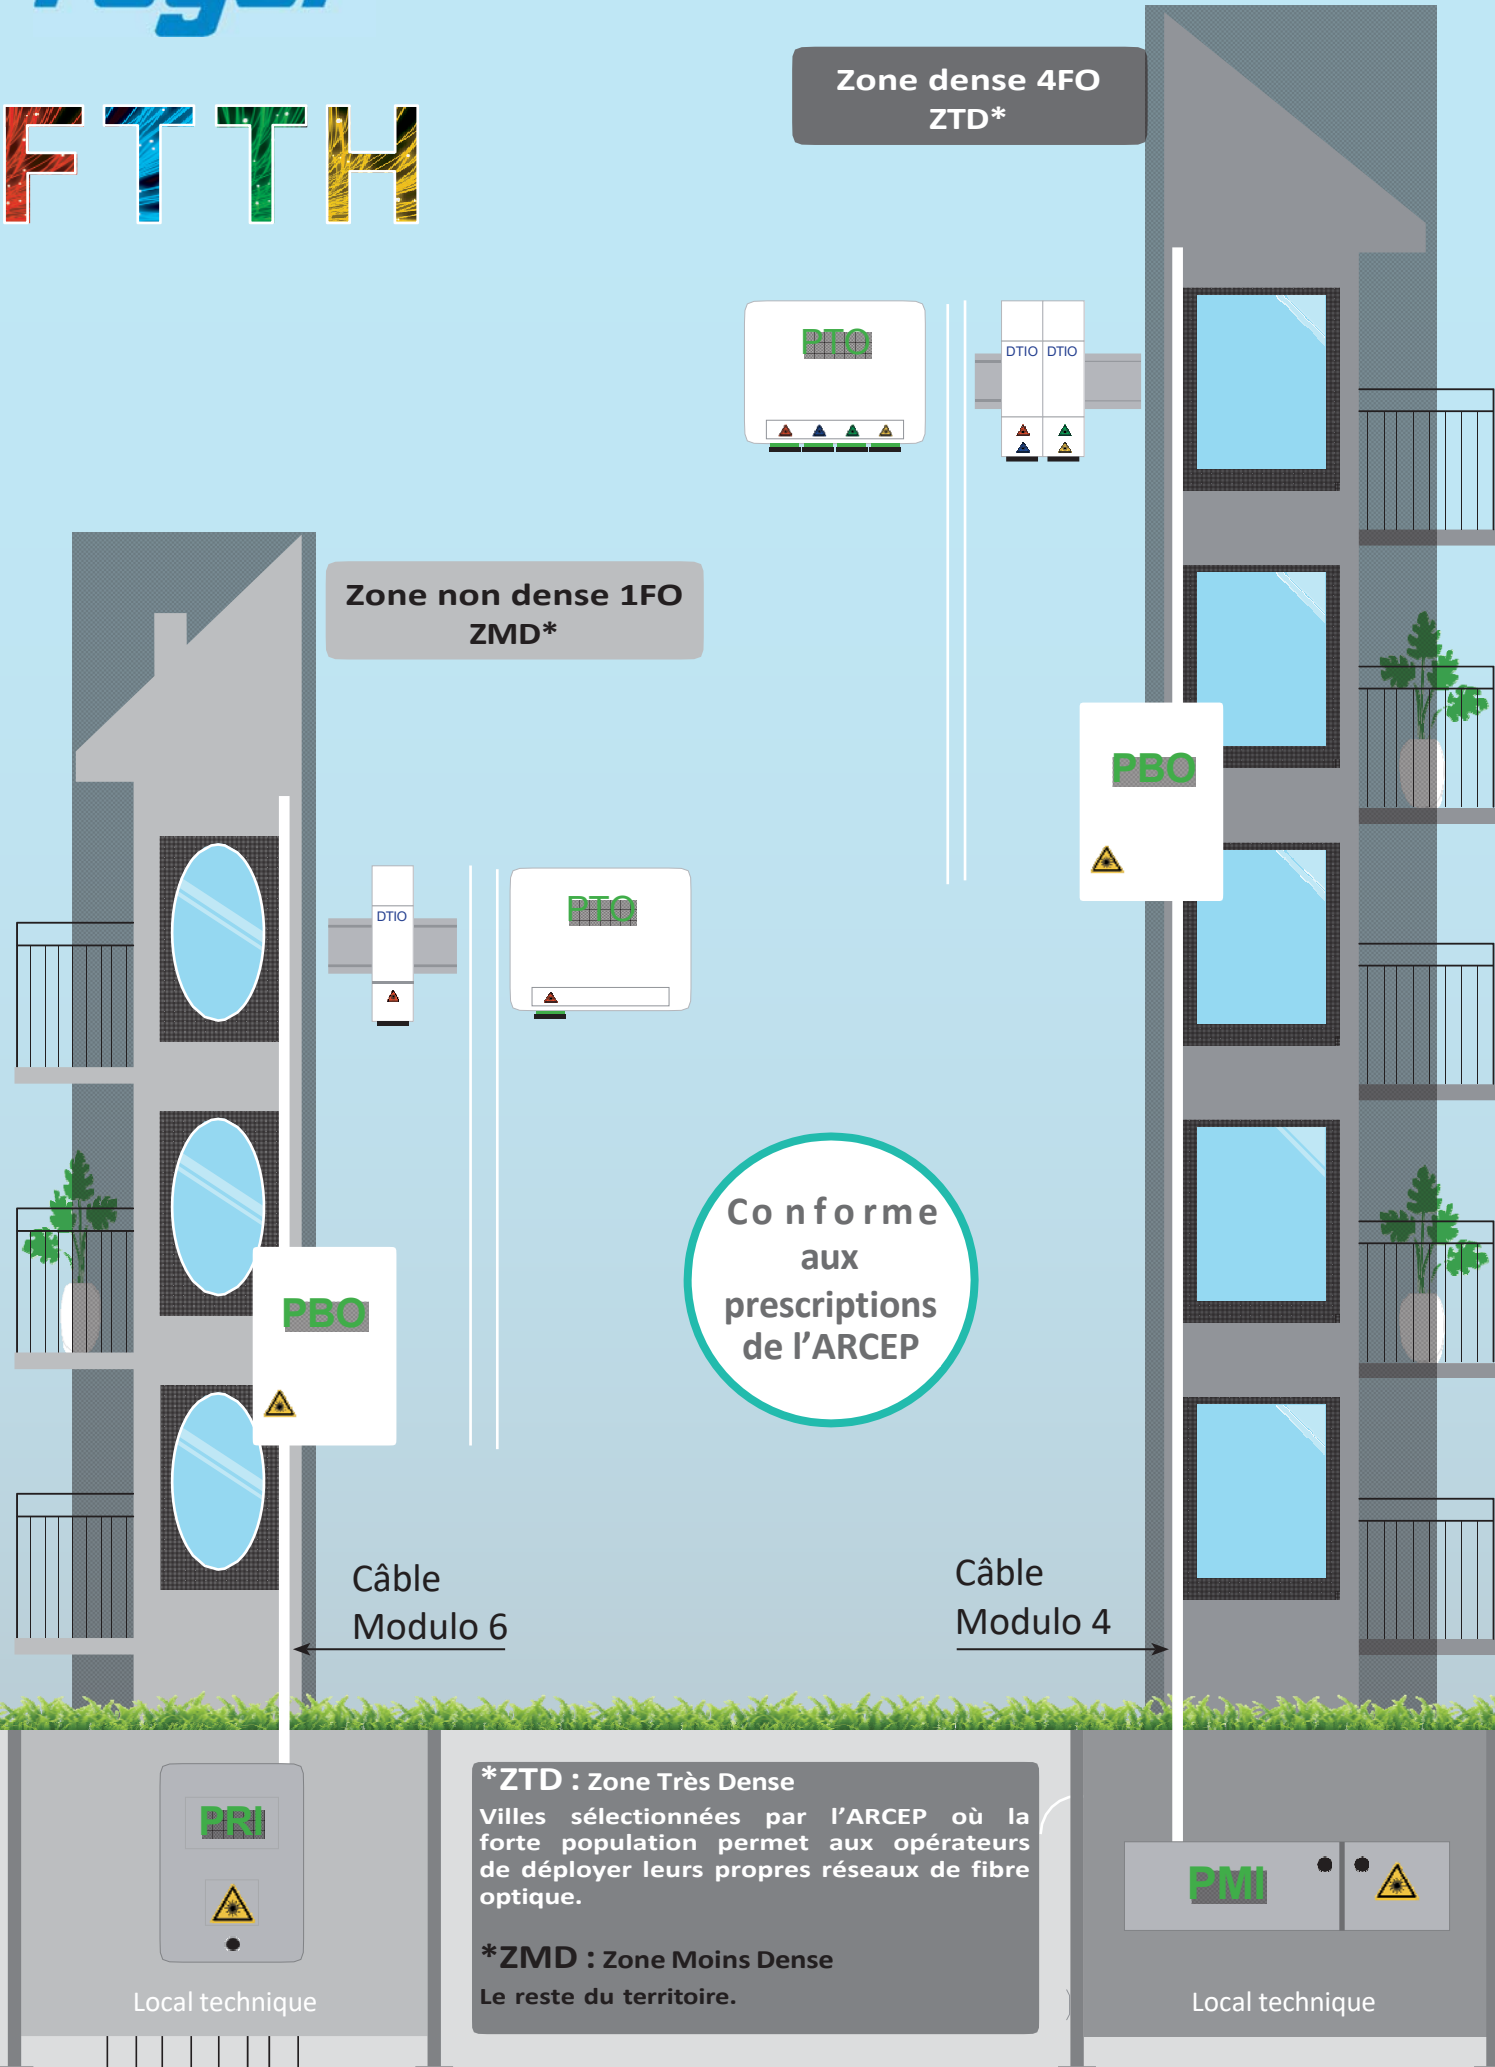 FTTH
Zone dense 4FO
ZTD*
PTO
DTIO DTIO
Zone non dense 1FO
ZMD*
PBO
DTIO
PTO
Conforme
aux
prescriptions
de l’ARCEP
PBO
Câble
Modulo 6
Câble
Modulo 4
PRI
Local technique
*ZTD : Zone Très Dense
Villes sélectionnées par l’ARCEP où la
forte population permet aux opérateurs
de déployer leurs propres réseaux de fibre
optique.
*ZMD : Zone Moins Dense
Le reste du territoire.
PMI
Local technique